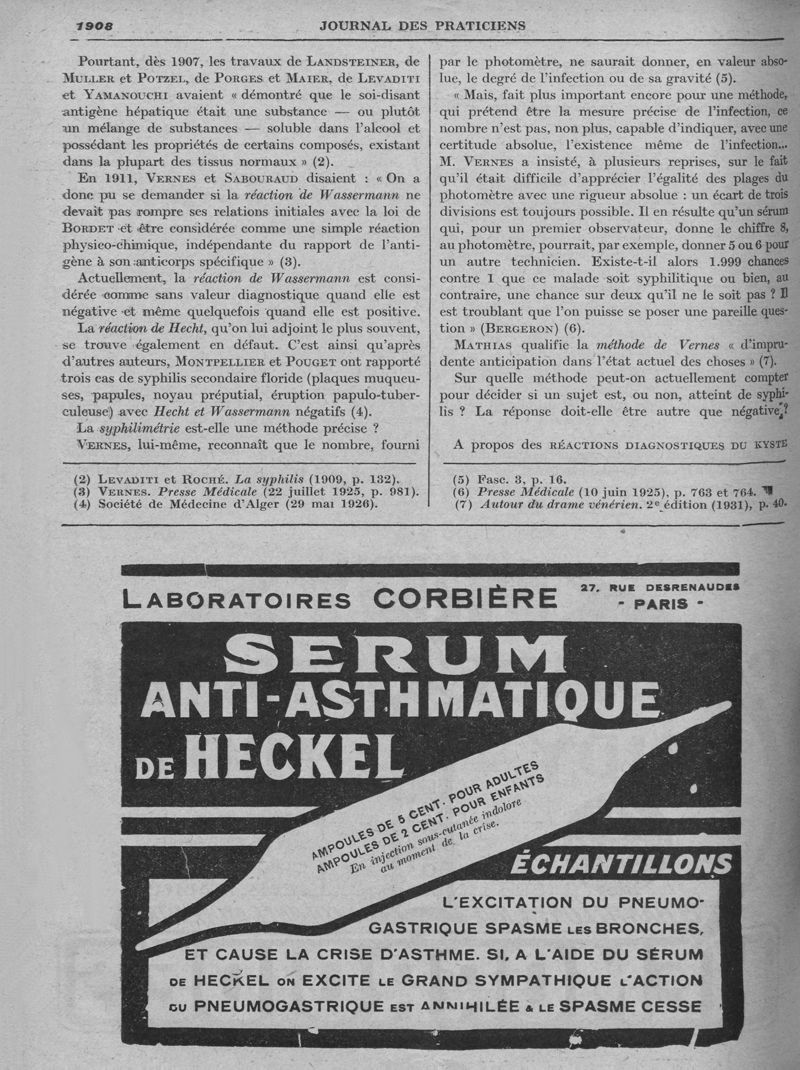 1908
JOURNAL DES PRATICIENS
Pourtant, dès 1907, les travaux de LANDSTEINER, de
MULLER et POTZEL, de PORGES et MAIER, de LEVADITI
et YAMANOUCHI avaient « démontré que le soi-disant
antigène hépatique était une substance — ou plutôt
un mélange de substances — soluble dans l'alcool et
possédant les propriétés de certains composés, existant
dans la plupart des tissus normaux » (2).
En 1911, VERNES et SABOURAUD disaient : « On a
donc pu se demander si la réaction de Wassermann ne
devait pas rompre ses relations initiales avec la loi de
BORDET et être considérée comme une simple réaction
physico-chimique, indépendante du rapport de l'anti-
gène à son anticorps spécifique » (3).
Actuellement, la réaction de Wassermann est consi-
dérée comme sans valeur diagnostique quand elle est
négative et même quelquefois quand elle est positive.
La réaction de Hecht, qu'on lui adjoint le plus souvent,
se trouve également en défaut. C'est ainsi qu'après
d'autres auteurs, MONTPELLIER et POUGET ont rapporté
trois cas de syphilis secondaire floride (plaques muqueu-
ses, papules, noyau préputial, éruption papulo-tuber-
culeuse) avec Hecht et Wassermann négatifs (4).
La syphilimétrie est-elle une méthode précise ?
VERNES, lui-même, reconnaît que le nombre, fourni
(2) LEVADITI et ROCHÉ. La syphilis (1909, p. 132).
(3) VERNES. Presse Médicale (22 juillet 1925, p. 981).
(4) Société de Médecine d'Alger (29 mai 1926).
par le photomètre, ne saurait donner, en valeur abso-
lue, le degré de l'infection ou de sa gravité (5).
« Mais, fait plus important encore pour une méthode,
qui prétend être la mesure précise de l'infection, ce
nombre n'est pas, non plus, capable d'indiquer, avec une
certitude absolue, l'existence même de l'infection...
M. VERNES a insisté, à plusieurs reprises, sur le fait
qu'il était difficile d'apprécier l'égalité des plages du
photomètre avec une rigueur absolue : un écart de trois
divisions est toujours possible. Il en résulte qu'un sérum
qui, pour un premier observateur, donne le chiffre 8,
au photomètre, pourrait, par exemple, donner 5 ou 6 pour
un autre technicien. Existe-t-il alors 1.999 chances
contre 1 que ce malade soit syphilitique ou bien, au
contraire, une chance sur deux qu'il ne le soit pas ? Il
est troublant que l'on puisse se poser une pareille ques-
tion » (BERGERON) (6).
MATHIAS qualifia la méthode de Vernes « d'impru-
dente anticipation dans l'état actuel des choses » (7).
Sur quelle méthode peut-on actuellement compter
pour décider si un sujet est, ou non, atteint de syphi-
lis ? La réponse doit-elle être autre que négative ?
A propos des RÉACTIONS DIAGNOSTIQUES DU KYSTE
(5) Fasc. 3, p. 16.
(6) Presse Médicale (10 juin 1925), p. 763 et 764.
(7) Autour du drame vénérien. 2e édition (1931), p. 40.
LABORATOIRES CORBIÈRE
27, RUE DESRENAUDES
- PARIS -
SERUM
ANTI-ASTHMATIQUE
DE HECKEL
AMPOULES DE 5 CENT. POUR ADULTES
AMPOULES DE 2 CENT. POUR ENFANTS
En injection sous-cutanée indolore
au moment de la crise.
ÉCHANTILLONS
L'EXCITATION DU PNEUMO-
GASTRIQUE SPASME LES BRONCHES,
ET CAUSE LA CRISE D'ASTHME. SI, A L'AIDE DU SÉRUM
DE HECKEL ON EXCITE LE GRAND SYMPATHIQUE L'ACTION
DU PNEUMOGASTRIQUE EST ANNIHILÉE & LE SPASME CESSE